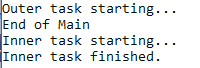 Outer task starting...
End of Main
Inner task starting...
Inner task finished.